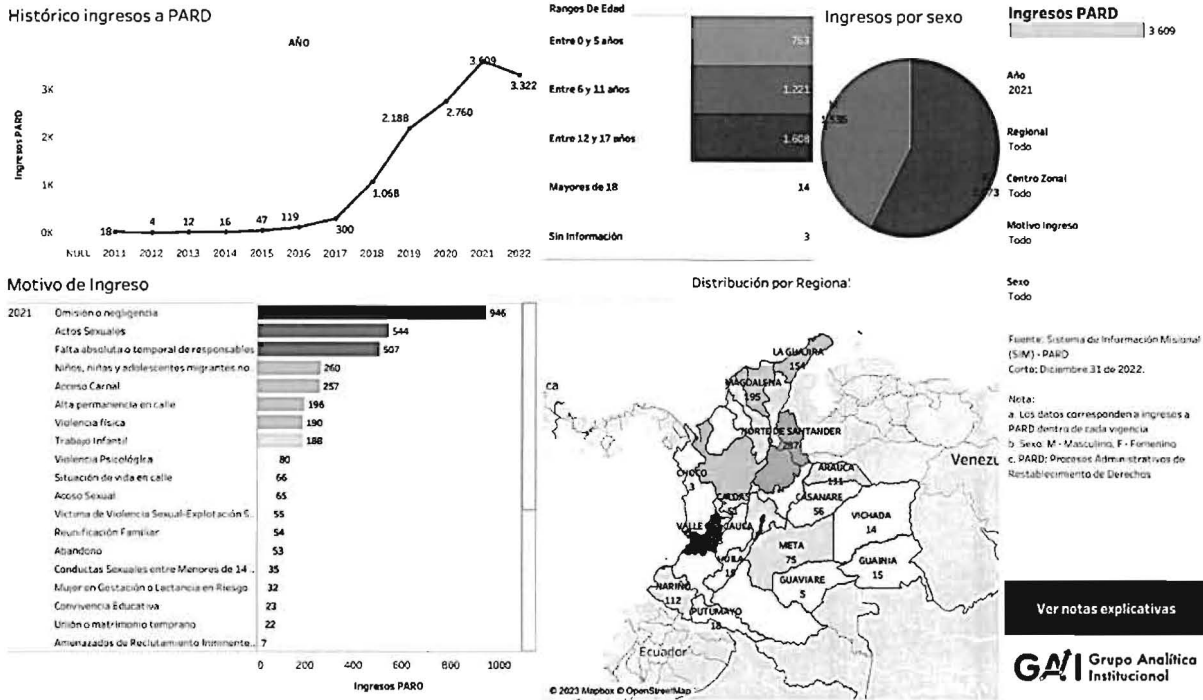 Histórico ingresos a PARD
AÑO
Ingresos PARD
3K
2K
1K
0K
18
4
12
16
47
119
300
1.068
2.188
2.760
3.609
3.322
NULL 2011 2012 2013 2014 2015 2016 2017 2018 2019 2020 2021 2022
Rangos De Edad
Entre 0 y 5 años 753
Entre 6 y 11 años 1.221
Entre 12 y 17 años 1.608
Mayores de 18 14
Sin Información 3
Ingresos por sexo
Ingresos PARD
3 609
Año
2021
Regional
Todo
Centro Zonal
Todo
Motivo Ingreso
Todo
Sexo
Todo
Motivo de Ingreso
2021
Omisión o negligencia 946
Actos Sexuales 544
Falta absoluta o temporal de responsables 507
Niños, niñas y adolescentes migrantes no.. 260
Acceso Carnal 257
Alta permanencia en calle 196
Violencia física 190
Trabajo Infantil 188
Violencia Psicológica 80
Situación de vida en calle 66
Acoso Sexual 65
Victima de Violencia Sexual-Explotación S.. 55
Reunificación Familiar 54
Abandono 53
Conductas Sexuales entre Menores de 14 .. 35
Mujer en Gestación o Lactancia en Riesgo 32
Convivencia Educativa 23
Unión o matrimonio temprano 22
Amenazados de Reclutamiento Inminente.. 7
0 200 400 600 800 1000
Ingresos PARD
Distribución por Regional
LA GUAJIRA
154
MAGDALENA
195
NORTE DE SANTANDER
ca
Venezu
CHOCO
3
ARAUCA
111
CALDAS
51
CASANARE
56
VALLE CAUCA
VICHADA
14
META
75
HUILA
GUAINIA
15
GUAVIARE
5
NARIÑO
112
PUTUMAYO
18
Ecuador
© 2023 Mapbox © OpenStreetMap
Fuente: Sistema de Información Misional
(SIM) - PARD
Corte: Diciembre 31 de 2022.
Nota:
a. Los datos corresponden a ingresos a
PARD dentro de cada vigencia
b. Sexo: M - Masculino, F - Femenino
c. PARD: Procesos Administrativos de
Restablecimiento de Derechos
Ver notas explicativas
GAI Grupo Analítica
Institucional